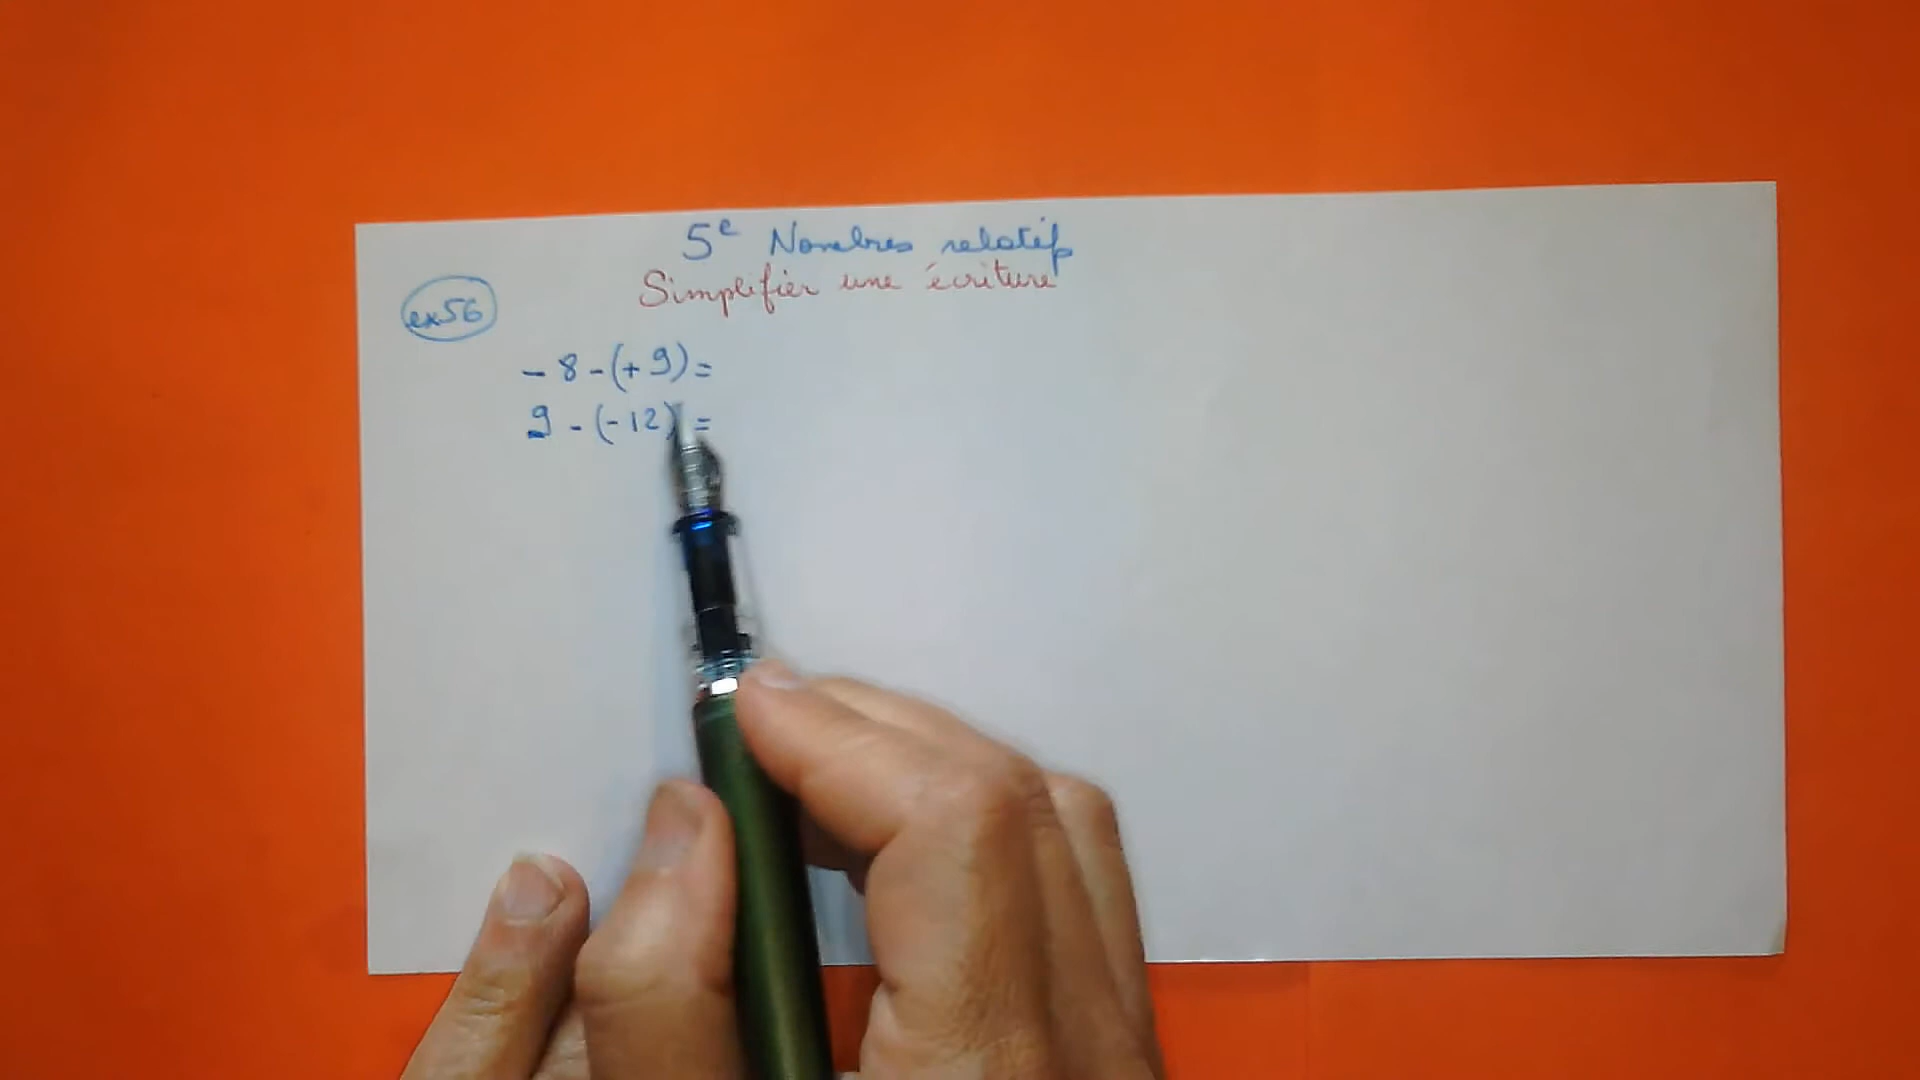 5e Nombres relatifs
Simplifier une écriture
ex56
- 8 - (+ 9) =
9 - (- 12) =